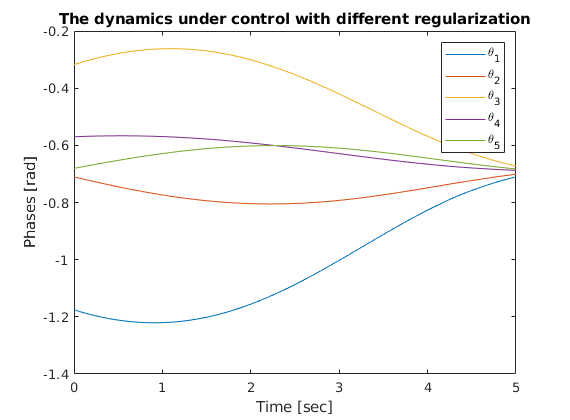 The dynamics under control with different regularization
-0.2
-0.4
-0.6
-0.8
-1
-1.2
-1.4
Phases [rad]
0 1 2 3 4 5
Time [sec]
θ1
θ2
θ3
θ4
θ5